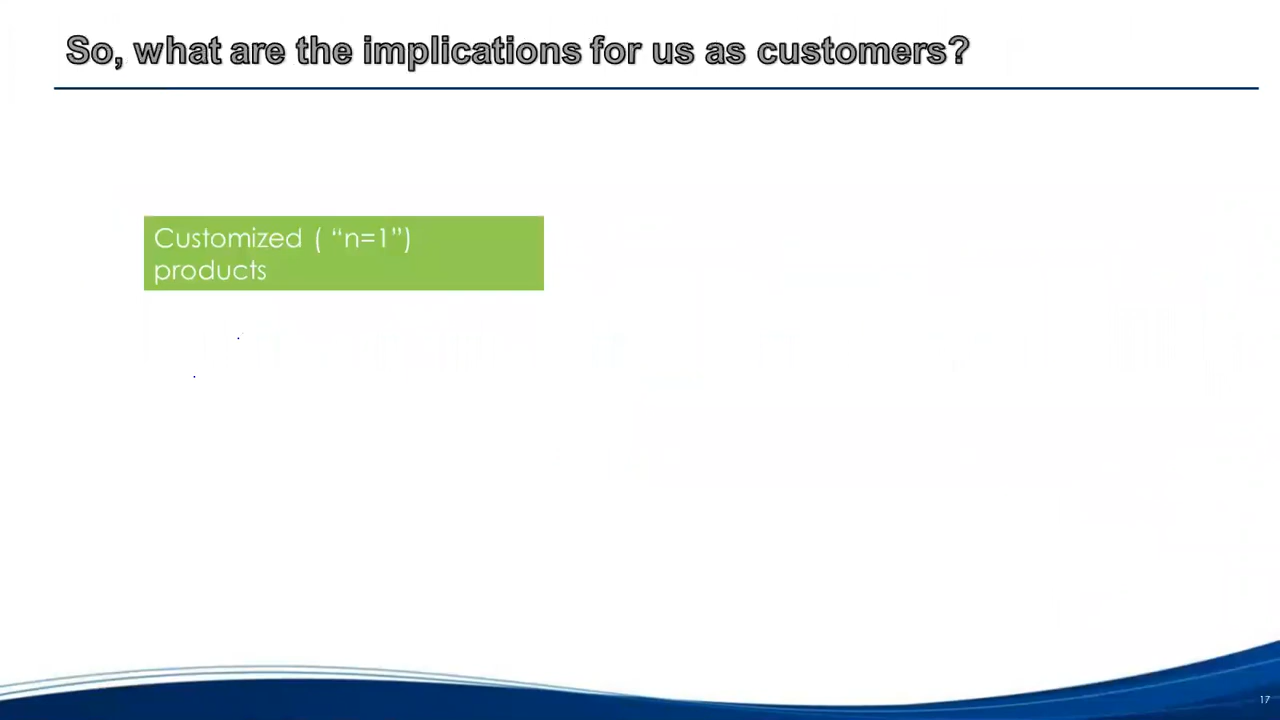 So, what are the implications for us as customers?
Customized ( “n=1”)
products
17